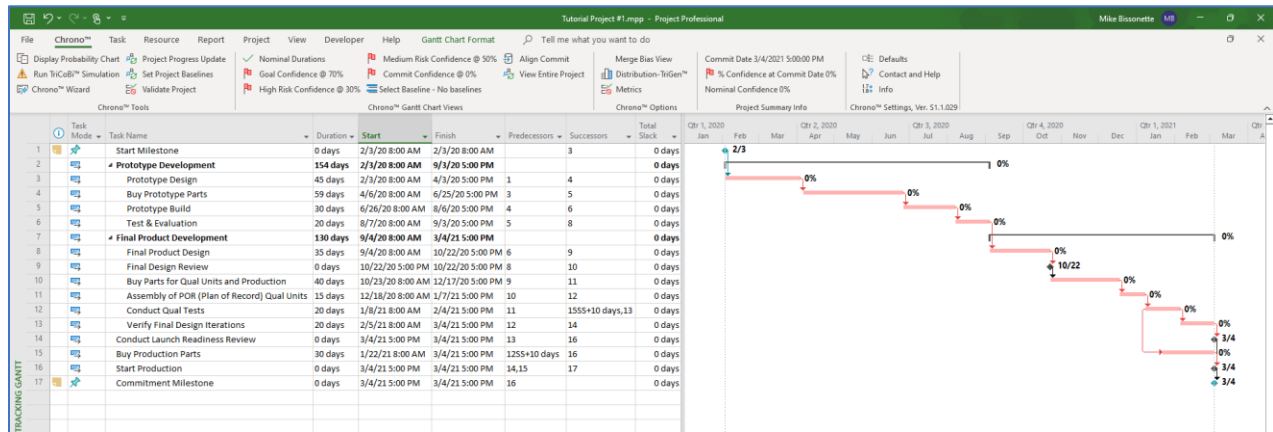 Tutorial Project #1.mpp - Project Professional
Mike Bissonette MB
File Chrono™ Task Resource Report Project View Developer Help Gantt Chart Format Tell me what you want to do
Display Probability Chart Project Progress Update Nominal Durations Medium Risk Confidence @ 50% Align Commit Merge Bias View Commit Date 3/4/2021 5:00:00 PM Defaults
Run TriCoBi™ Simulation Set Project Baselines Goal Confidence @ 70% Commit Confidence @ 0% View Entire Project Distribution-TriGen™ % Confidence at Commit Date 0% Contact and Help
Chrono™ Wizard Validate Project High Risk Confidence @ 30% Select Baseline - No baselines Metrics Nominal Confidence 0% Info
Chrono™ Tools Chrono™ Gantt Chart Views Chrono™ Options Project Summary Info Chrono™ Settings, Ver. S1.1.029
Task Mode Task Name Duration Start Finish Predecessors Successors Total Slack
Qtr 1, 2020 Qtr 2, 2020 Qtr 3, 2020 Qtr 4, 2020 Qtr 1, 2021 Qtr
Jan Feb Mar Apr May Jun Jul Aug Sep Oct Nov Dec Jan Feb Mar A
1 Start Milestone 0 days 2/3/20 8:00 AM 2/3/20 8:00 AM 3 0 days 2/3
2 Prototype Development 154 days 2/3/20 8:00 AM 9/3/20 5:00 PM 0 days 0%
3 Prototype Design 45 days 2/3/20 8:00 AM 4/3/20 5:00 PM 1 4 0 days 0%
4 Buy Prototype Parts 59 days 4/6/20 8:00 AM 6/25/20 5:00 PM 3 5 0 days 0%
5 Prototype Build 30 days 6/26/20 8:00 AM 8/6/20 5:00 PM 4 6 0 days 0%
6 Test & Evaluation 20 days 8/7/20 8:00 AM 9/3/20 5:00 PM 5 8 0 days 0%
7 Final Product Development 130 days 9/4/20 8:00 AM 3/4/21 5:00 PM 0 days 0%
8 Final Product Design 35 days 9/4/20 8:00 AM 10/22/20 5:00 PM 6 9 0 days 0%
9 Final Design Review 0 days 10/22/20 5:00 PM 10/22/20 5:00 PM 8 10 0 days 10/22
10 Buy Parts for Qual Units and Production 40 days 10/23/20 8:00 AM 12/17/20 5:00 PM 9 11 0 days 0%
11 Assembly of POR (Plan of Record) Qual Units 15 days 12/18/20 8:00 AM 1/7/21 5:00 PM 10 12 0 days 0%
12 Conduct Qual Tests 20 days 1/8/21 8:00 AM 2/4/21 5:00 PM 11 15SS+10 days,13 0 days 0%
13 Verify Final Design Iterations 20 days 2/5/21 8:00 AM 3/4/21 5:00 PM 12 14 0 days 0%
14 Conduct Launch Readiness Review 0 days 3/4/21 5:00 PM 3/4/21 5:00 PM 13 16 0 days 3/4
15 Buy Production Parts 30 days 1/22/21 8:00 AM 3/4/21 5:00 PM 12SS+10 days 16 0 days 0%
16 Start Production 0 days 3/4/21 5:00 PM 3/4/21 5:00 PM 14,15 17 0 days 3/4
17 Commitment Milestone 0 days 3/4/21 5:00 PM 3/4/21 5:00 PM 16 0 days 3/4
TRACKING GANTT